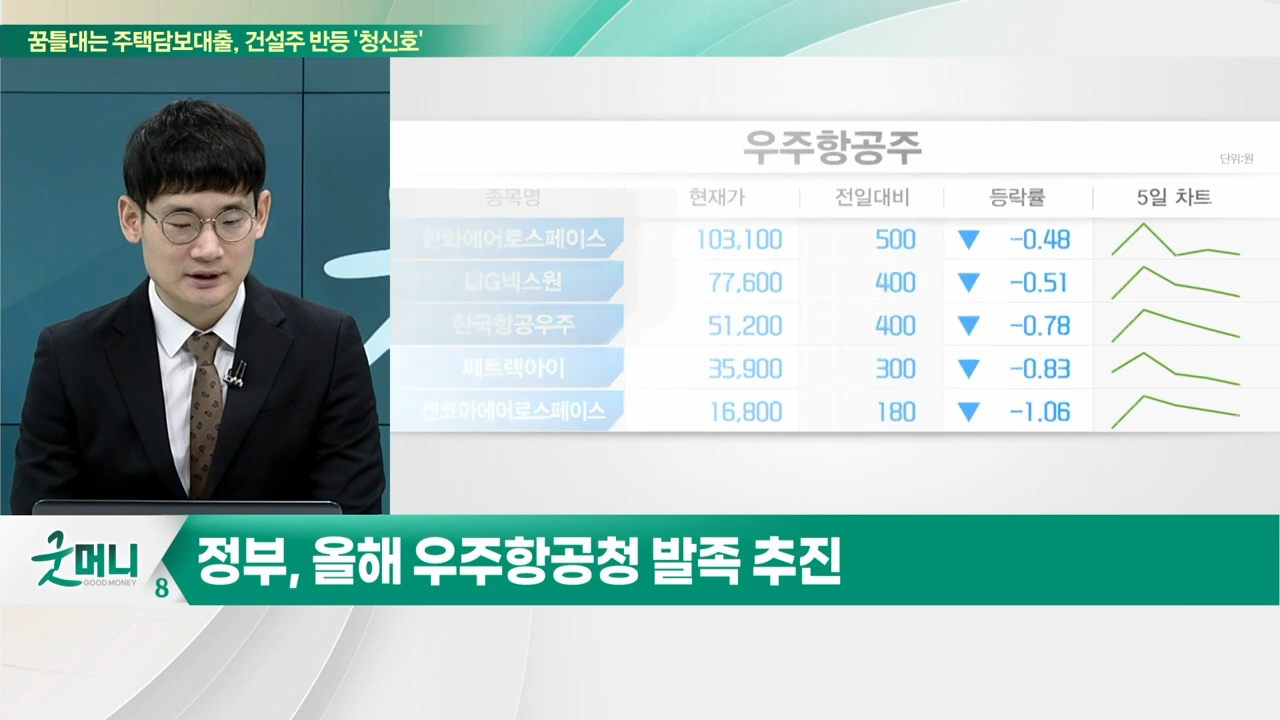 꿈틀대는 주택담보대출, 건설주 반등 '청신호'
우주항공주
단위:원
종목명 현재가 전일대비 등락률 5일 차트
한화에어로스페이스 103,100 500 ▼ -0.48
LIG넥스원 77,600 400 ▼ -0.51
한국항공우주 51,200 400 ▼ -0.78
쎄트렉아이 35,900 300 ▼ -0.83
켄코아에어로스페이스 16,800 180 ▼ -1.06
굿머니
GOOD MONEY
8
정부, 올해 우주항공청 발족 추진